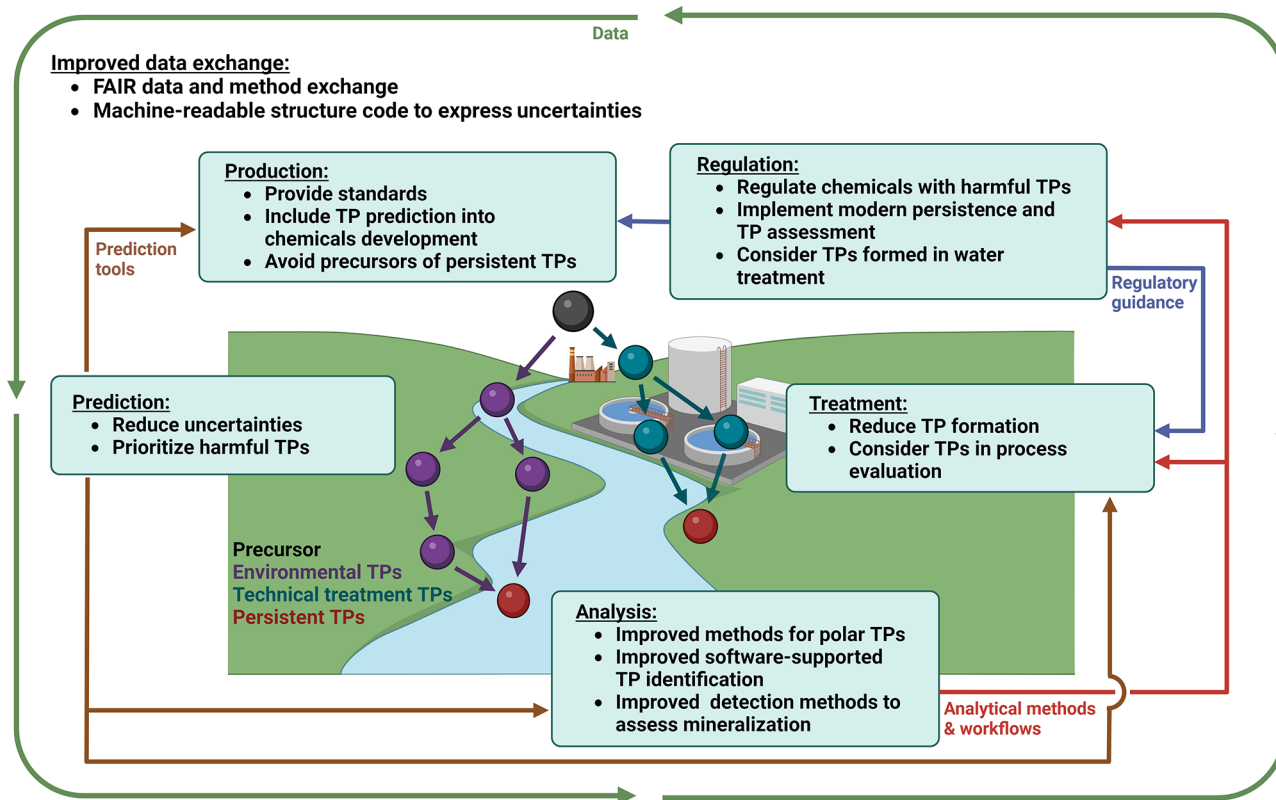 Data
Improved data exchange:
• FAIR data and method exchange
• Machine-readable structure code to express uncertainties
Production:
• Provide standards
• Include TP prediction into
chemicals development
• Avoid precursors of persistent TPs
Regulation:
• Regulate chemicals with harmful TPs
• Implement modern persistence and
TP assessment
• Consider TPs formed in water
treatment
Prediction
tools
Regulatory
guidance
Prediction:
• Reduce uncertainties
• Prioritize harmful TPs
Treatment:
• Reduce TP formation
• Consider TPs in process
evaluation
Precursor
Environmental TPs
Technical treatment TPs
Persistent TPs
Analysis:
• Improved methods for polar TPs
• Improved software-supported
TP identification
• Improved detection methods to
assess mineralization
Analytical methods
& workflows